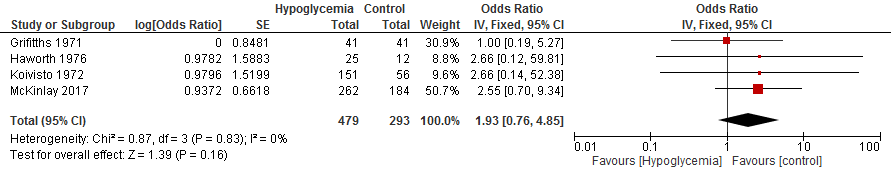 Hypoglycemia Control Odds Ratio Odds Ratio
Study or Subgroup log[Odds Ratio] SE Total Total Weight IV, Fixed, 95% CI IV, Fixed, 95% CI
Grifitths 1971 0 0.8481 41 41 30.9% 1.00 [0.19, 5.27]
Haworth 1976 0.9782 1.5883 25 12 8.8% 2.66 [0.12, 59.81]
Koivisto 1972 0.9796 1.5199 151 56 9.6% 2.66 [0.14, 52.38]
McKinlay 2017 0.9372 0.6618 262 184 50.7% 2.55 [0.70, 9.34]
Total (95% CI) 479 293 100.0% 1.93 [0.76, 4.85]
Heterogeneity: Chi² = 0.87, df = 3 (P = 0.83); I² = 0%
Test for overall effect: Z = 1.39 (P = 0.16)
0.01 0.1 1 10 100
Favours [Hypoglycemia] Favours [control]